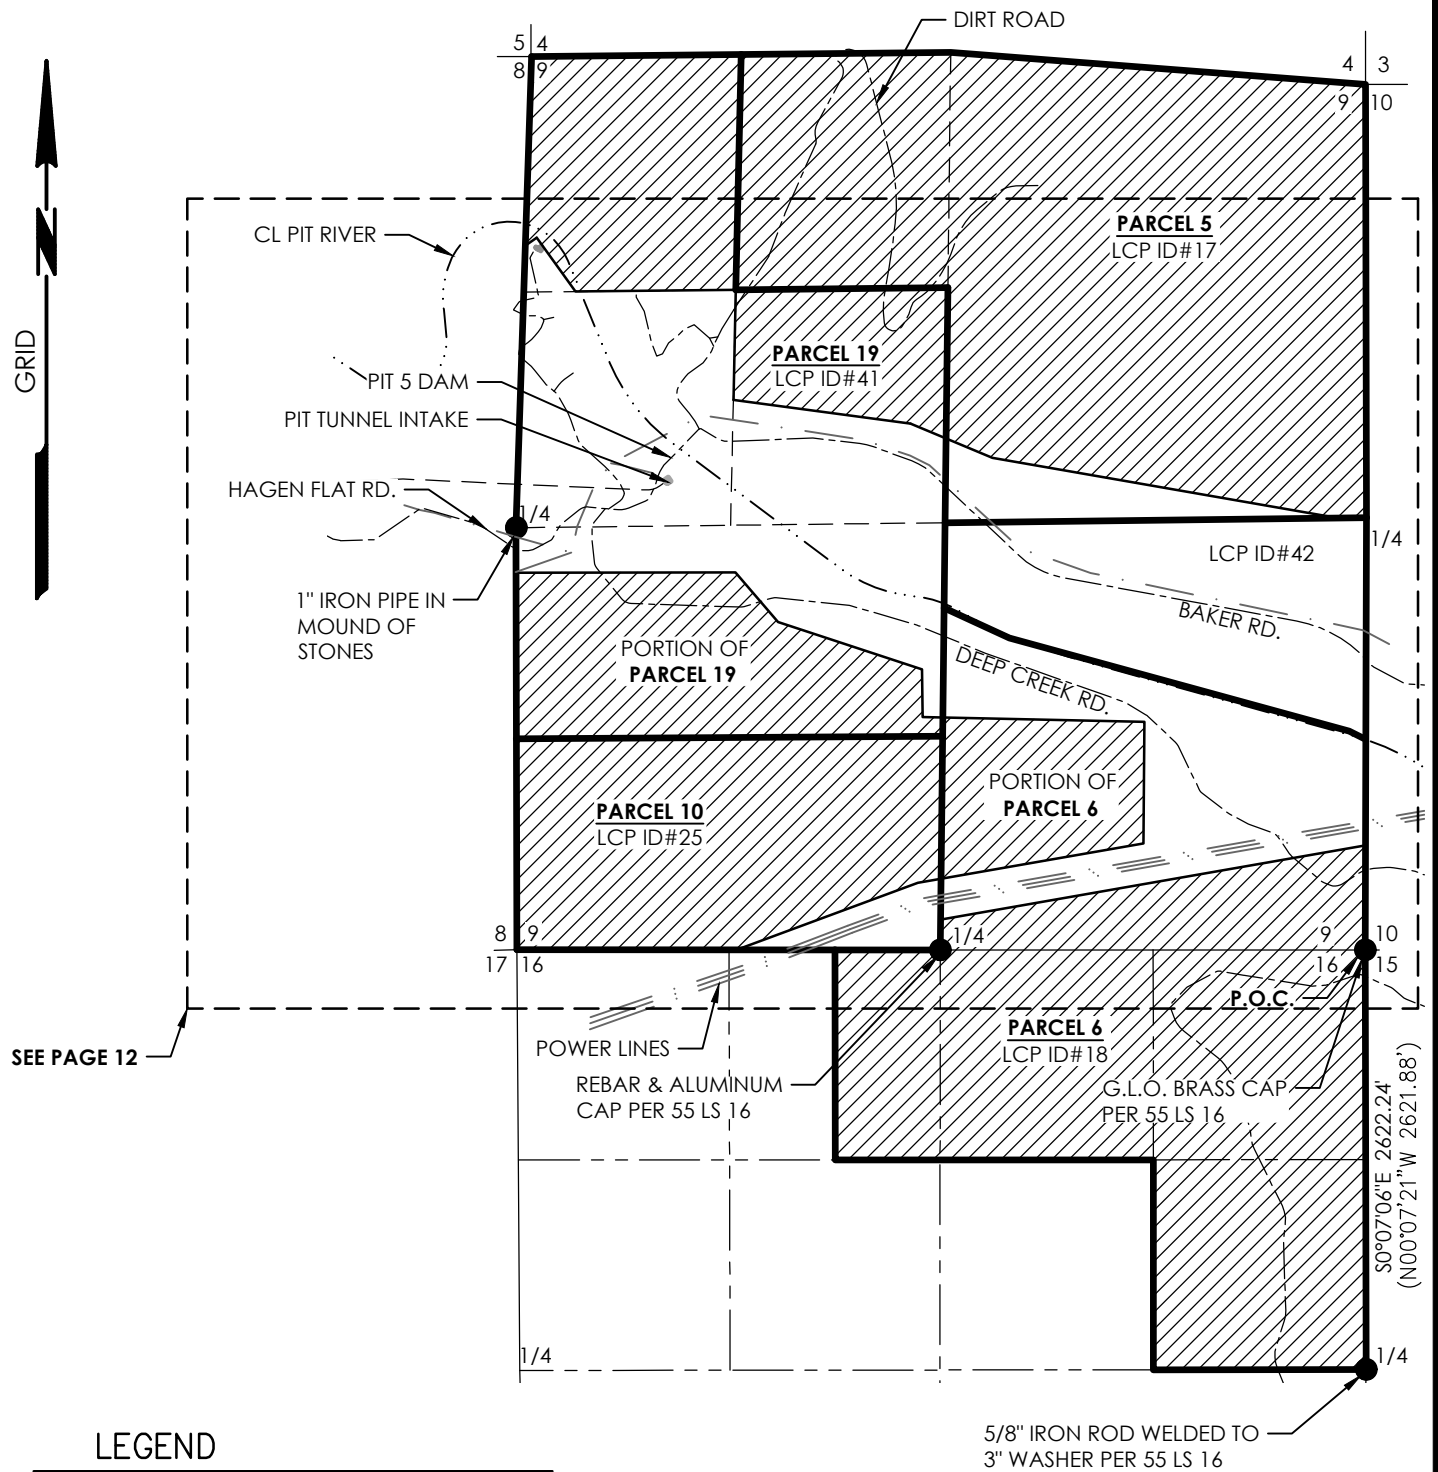 DIRT ROAD
5 4
8 9
4 3
9 10
N
GRID
CL PIT RIVER
PARCEL 5
LCP ID#17
PARCEL 19
LCP ID#41
PIT 5 DAM
PIT TUNNEL INTAKE
HAGEN FLAT RD.
1/4
1/4
LCP ID#42
1" IRON PIPE IN
MOUND OF
STONES
BAKER RD.
PORTION OF
PARCEL 19
DEEP CREEK RD.
PORTION OF
PARCEL 6
PARCEL 10
LCP ID#25
8 9
17 16
1/4
9 10
16 15
P.O.C.
SEE PAGE 12
POWER LINES
PARCEL 6
LCP ID#18
REBAR & ALUMINUM
CAP PER 55 LS 16
G.L.O. BRASS CAP
PER 55 LS 16
S0°07'06"E 2622.24'
(N00°07'21"W 2621.88')
1/4
1/4
5/8" IRON ROD WELDED TO
3" WASHER PER 55 LS 16
LEGEND